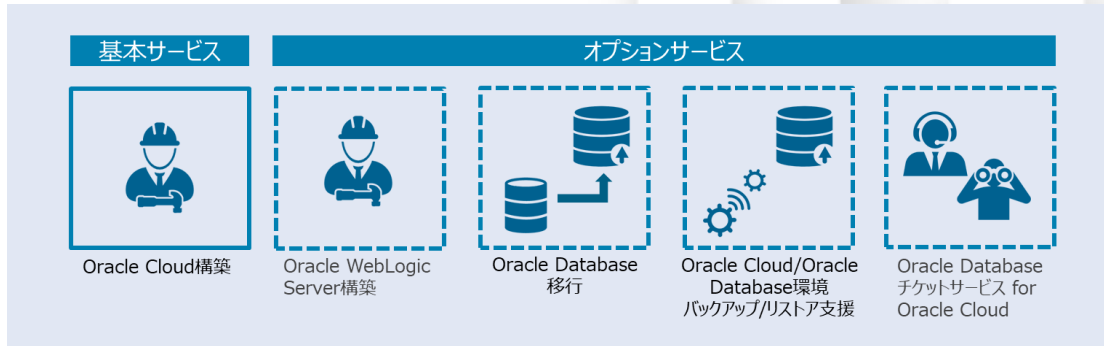 基本サービス
オプションサービス
Oracle Cloud構築
Oracle WebLogic
Server構築
Oracle Database
移行
Oracle Cloud/Oracle
Database環境
バックアップ/リストア支援
Oracle Database
チケットサービス for
Oracle Cloud